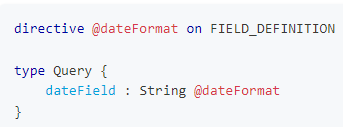 directive @dateFormat on FIELD_DEFINITION
type Query {
dateField : String @dateFormat
}